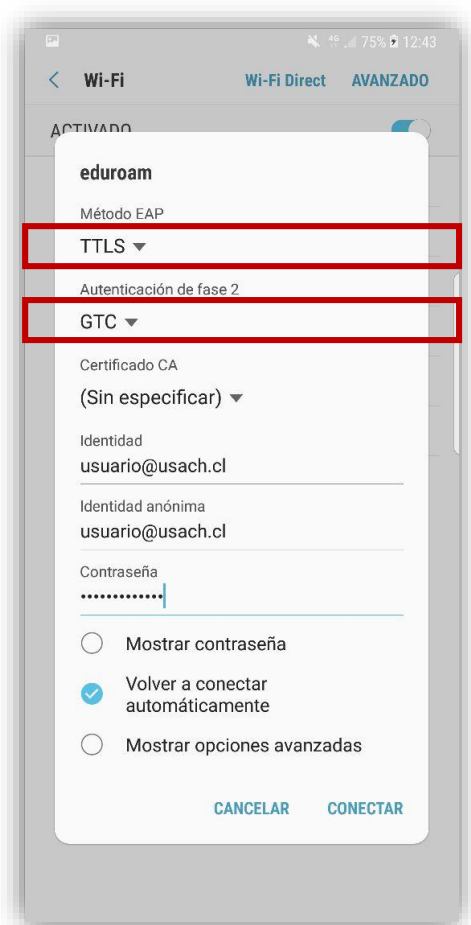 4G 75% 12:43
Wi-Fi Wi-Fi Direct AVANZADO
ACTIVADO
eduroam
Método EAP
TTLS
Autenticación de fase 2
GTC
Certificado CA
(Sin especificar)
Identidad
usuario@usach.cl
Identidad anónima
usuario@usach.cl
Contraseña
•••••••••••••
Mostrar contraseña
Volver a conectar
automáticamente
Mostrar opciones avanzadas
CANCELAR CONECTAR